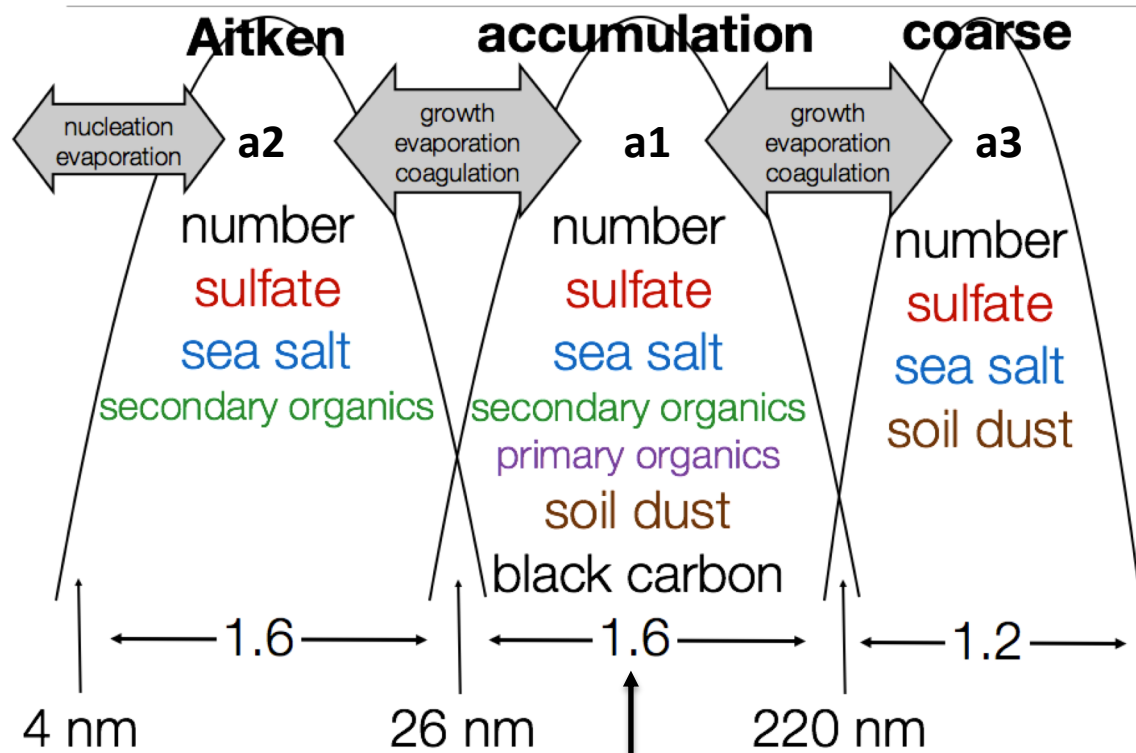 Aitken
accumulation
coarse
nucleation
evaporation
a2
growth
evaporation
coagulation
a1
growth
evaporation
coagulation
a3
number
sulfate
sea salt
secondary organics
number
sulfate
sea salt
secondary organics
primary organics
soil dust
black carbon
number
sulfate
sea salt
soil dust
1.6
1.6
1.2
4 nm
26 nm
220 nm